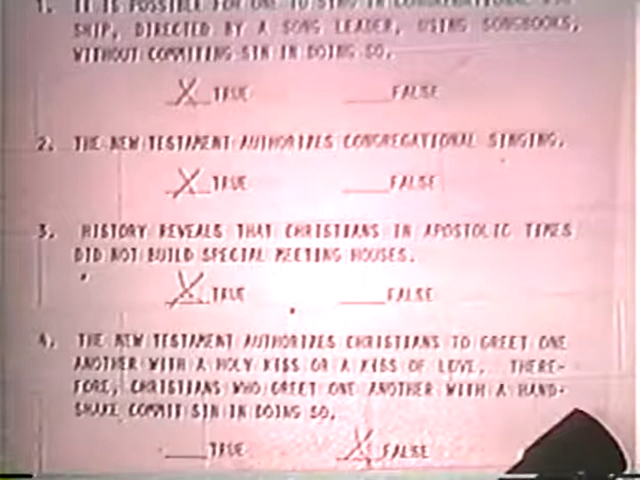 1. IT IS POSSIBLE FOR ONE TO SING IN CONGREGATIONAL WOR-
SHIP, DIRECTED BY A SONG LEADER, USING SONGBOOKS,
WITHOUT COMMITING SIN IN DOING SO.
X TRUE ____FALSE
2. THE NEW TESTAMENT AUTHORIZES CONGREGATIONAL SINGING.
X TRUE ____FALSE
3. HISTORY REVEALS THAT CHRISTIANS IN APOSTOLIC TIMES
DID NOT BUILD SPECIAL MEETING HOUSES.
X TRUE ____FALSE
4. THE NEW TESTAMENT AUTHORIZES CHRISTIANS TO GREET ONE
ANOTHER WITH A HOLY KISS OR A KISS OF LOVE. THERE-
FORE, CHRISTIANS WHO GREET ONE ANOTHER WITH A HAND-
SHAKE COMMIT SIN IN DOING SO.
____TRUE X FALSE